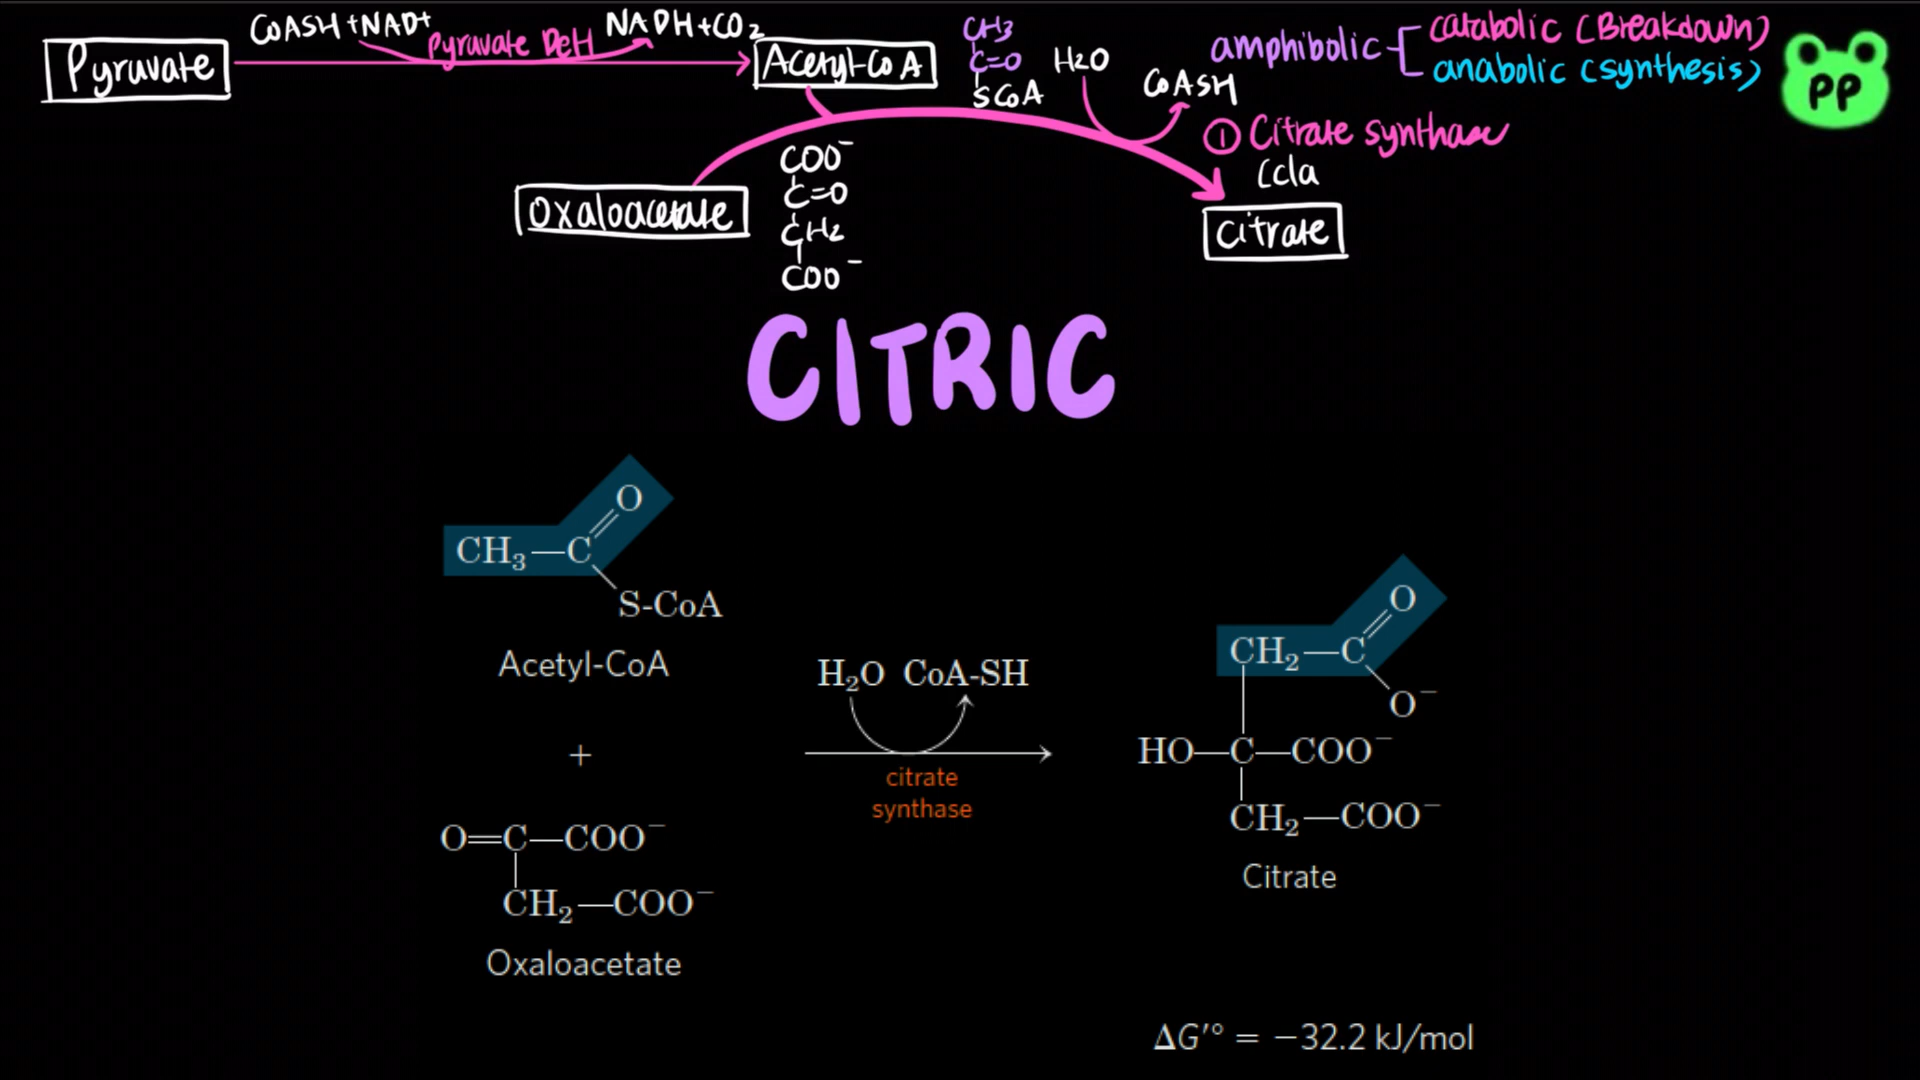 CoASH + NAD+
NADH + CO2
Pyruvate
Pyruvate DeH
Acetyl-CoA
CH3
C=O
SCoA
H2O
CoASH
amphibolic
catabolic (Breakdown)
anabolic (synthesis)
PP
① Citrate synthase
(cla
Oxaloacetate
COO⁻
C=O
CH2
COO⁻
Citrate
CITRIC
CH₃—C
O
S-CoA
Acetyl-CoA
+
O=C—COO⁻
CH₂—COO⁻
Oxaloacetate
H₂O CoA-SH
citrate
synthase
O
CH₂—C
O⁻
HO—C—COO⁻
CH₂—COO⁻
Citrate
ΔG′° = −32.2 kJ/mol